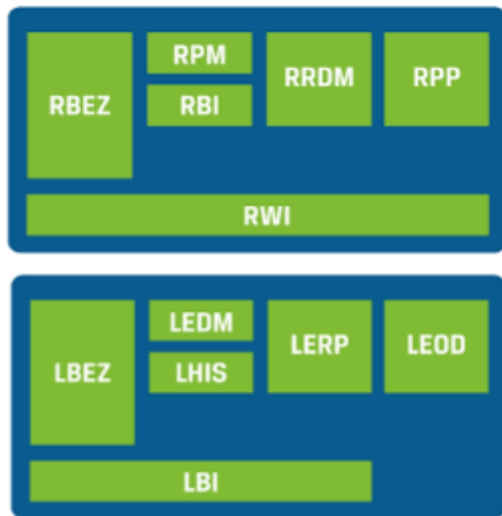 RBEZ
RPM
RBI
RRDM
RPP
RWI
LBEZ
LEDM
LHIS
LERP
LEOD
LBI